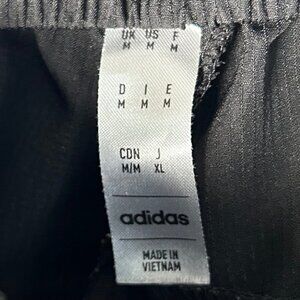 UK US F
M M M
D I E
M M M
CDN J
M/M XL
adidas
MADE IN
VIETNAM